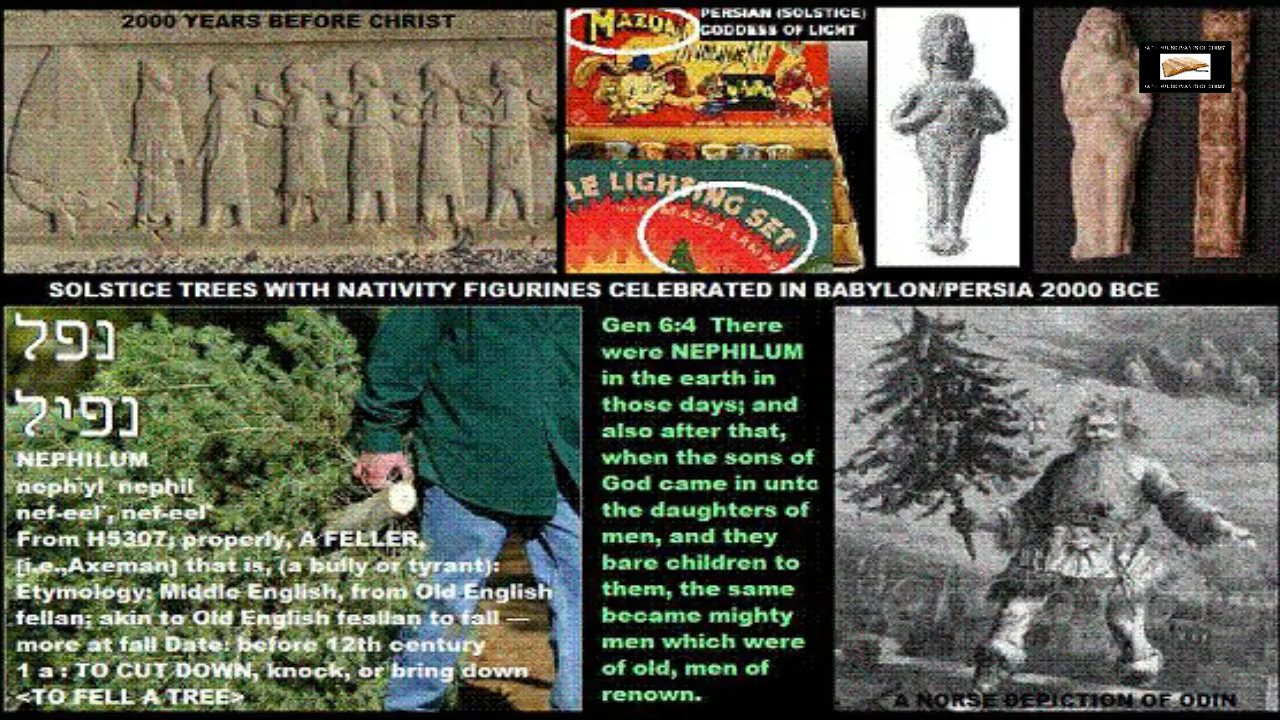 2000 YEARS BEFORE CHRIST
MAZDA
PERSIAN (SOLSTICE)
GODDESS OF LIGHT
LE LIGHTING SET
MAZDA LAMPS
SOLSTICE TREES WITH NATIVITY FIGURINES CELEBRATED IN BABYLON/PERSIA 2000 BCE
נפל
נפיל
NEPHILUM
nephiyl nephil
nef-eel', nef-eel'
From H5307; properly, A FELLER,
[i.e.,Axeman] that is, (a bully or tyrant):
Etymology: Middle English, from Old English
fellan; akin to Old English feallan to fall —
more at fall Date: before 12th century
1 a : TO CUT DOWN, knock, or bring down
<TO FELL A TREE>
Gen 6:4 There
were NEPHILUM
in the earth in
those days; and
also after that,
when the sons of
God came in unto
the daughters of
men, and they
bare children to
them, the same
became mighty
men which were
of old, men of
renown.
A NORSE DEPICTION OF ODIN